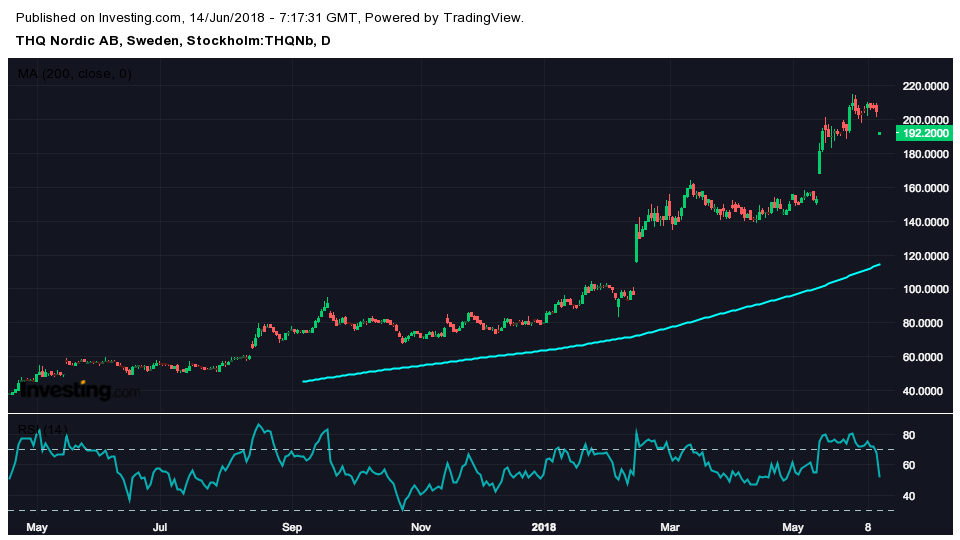 Published on Investing.com, 14/Jun/2018 - 7:17:31 GMT, Powered by TradingView.
THQ Nordic AB, Sweden, Stockholm:THQNb, D
MA (200, close, 0)
220.0000
200.0000
192.2000
180.0000
160.0000
140.0000
120.0000
100.0000
80.0000
60.0000
40.0000
Investing.com
RSI (14)
80
60
40
May Jul Sep Nov 2018 Mar May 8